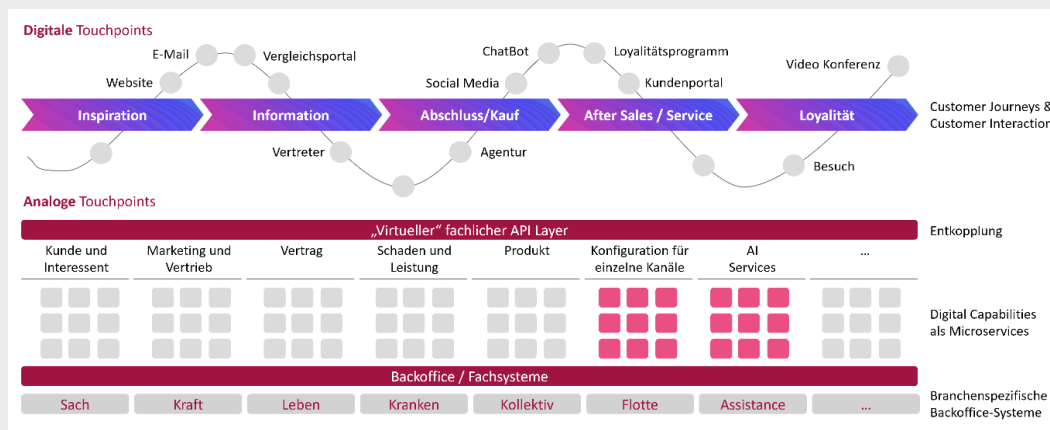 Digitale Touchpoints
E-Mail
Vergleichsportal
Website
ChatBot
Loyalitätsprogramm
Social Media
Kundenportal
Video Konferenz
Inspiration
Information
Abschluss/Kauf
After Sales / Service
Loyalität
Customer Journeys &
Customer Interaction
Vertreter
Agentur
Besuch
Analoge Touchpoints
„Virtueller“ fachlicher API Layer
Entkopplung
Kunde und
Interessent
Marketing und
Vertrieb
Vertrag
Schaden und
Leistung
Produkt
Konfiguration für
einzelne Kanäle
AI
Services
...
Digital Capabilities
als Microservices
Backoffice / Fachsysteme
Sach
Kraft
Leben
Kranken
Kollektiv
Flotte
Assistance
...
Branchenspezifische
Backoffice-Systeme